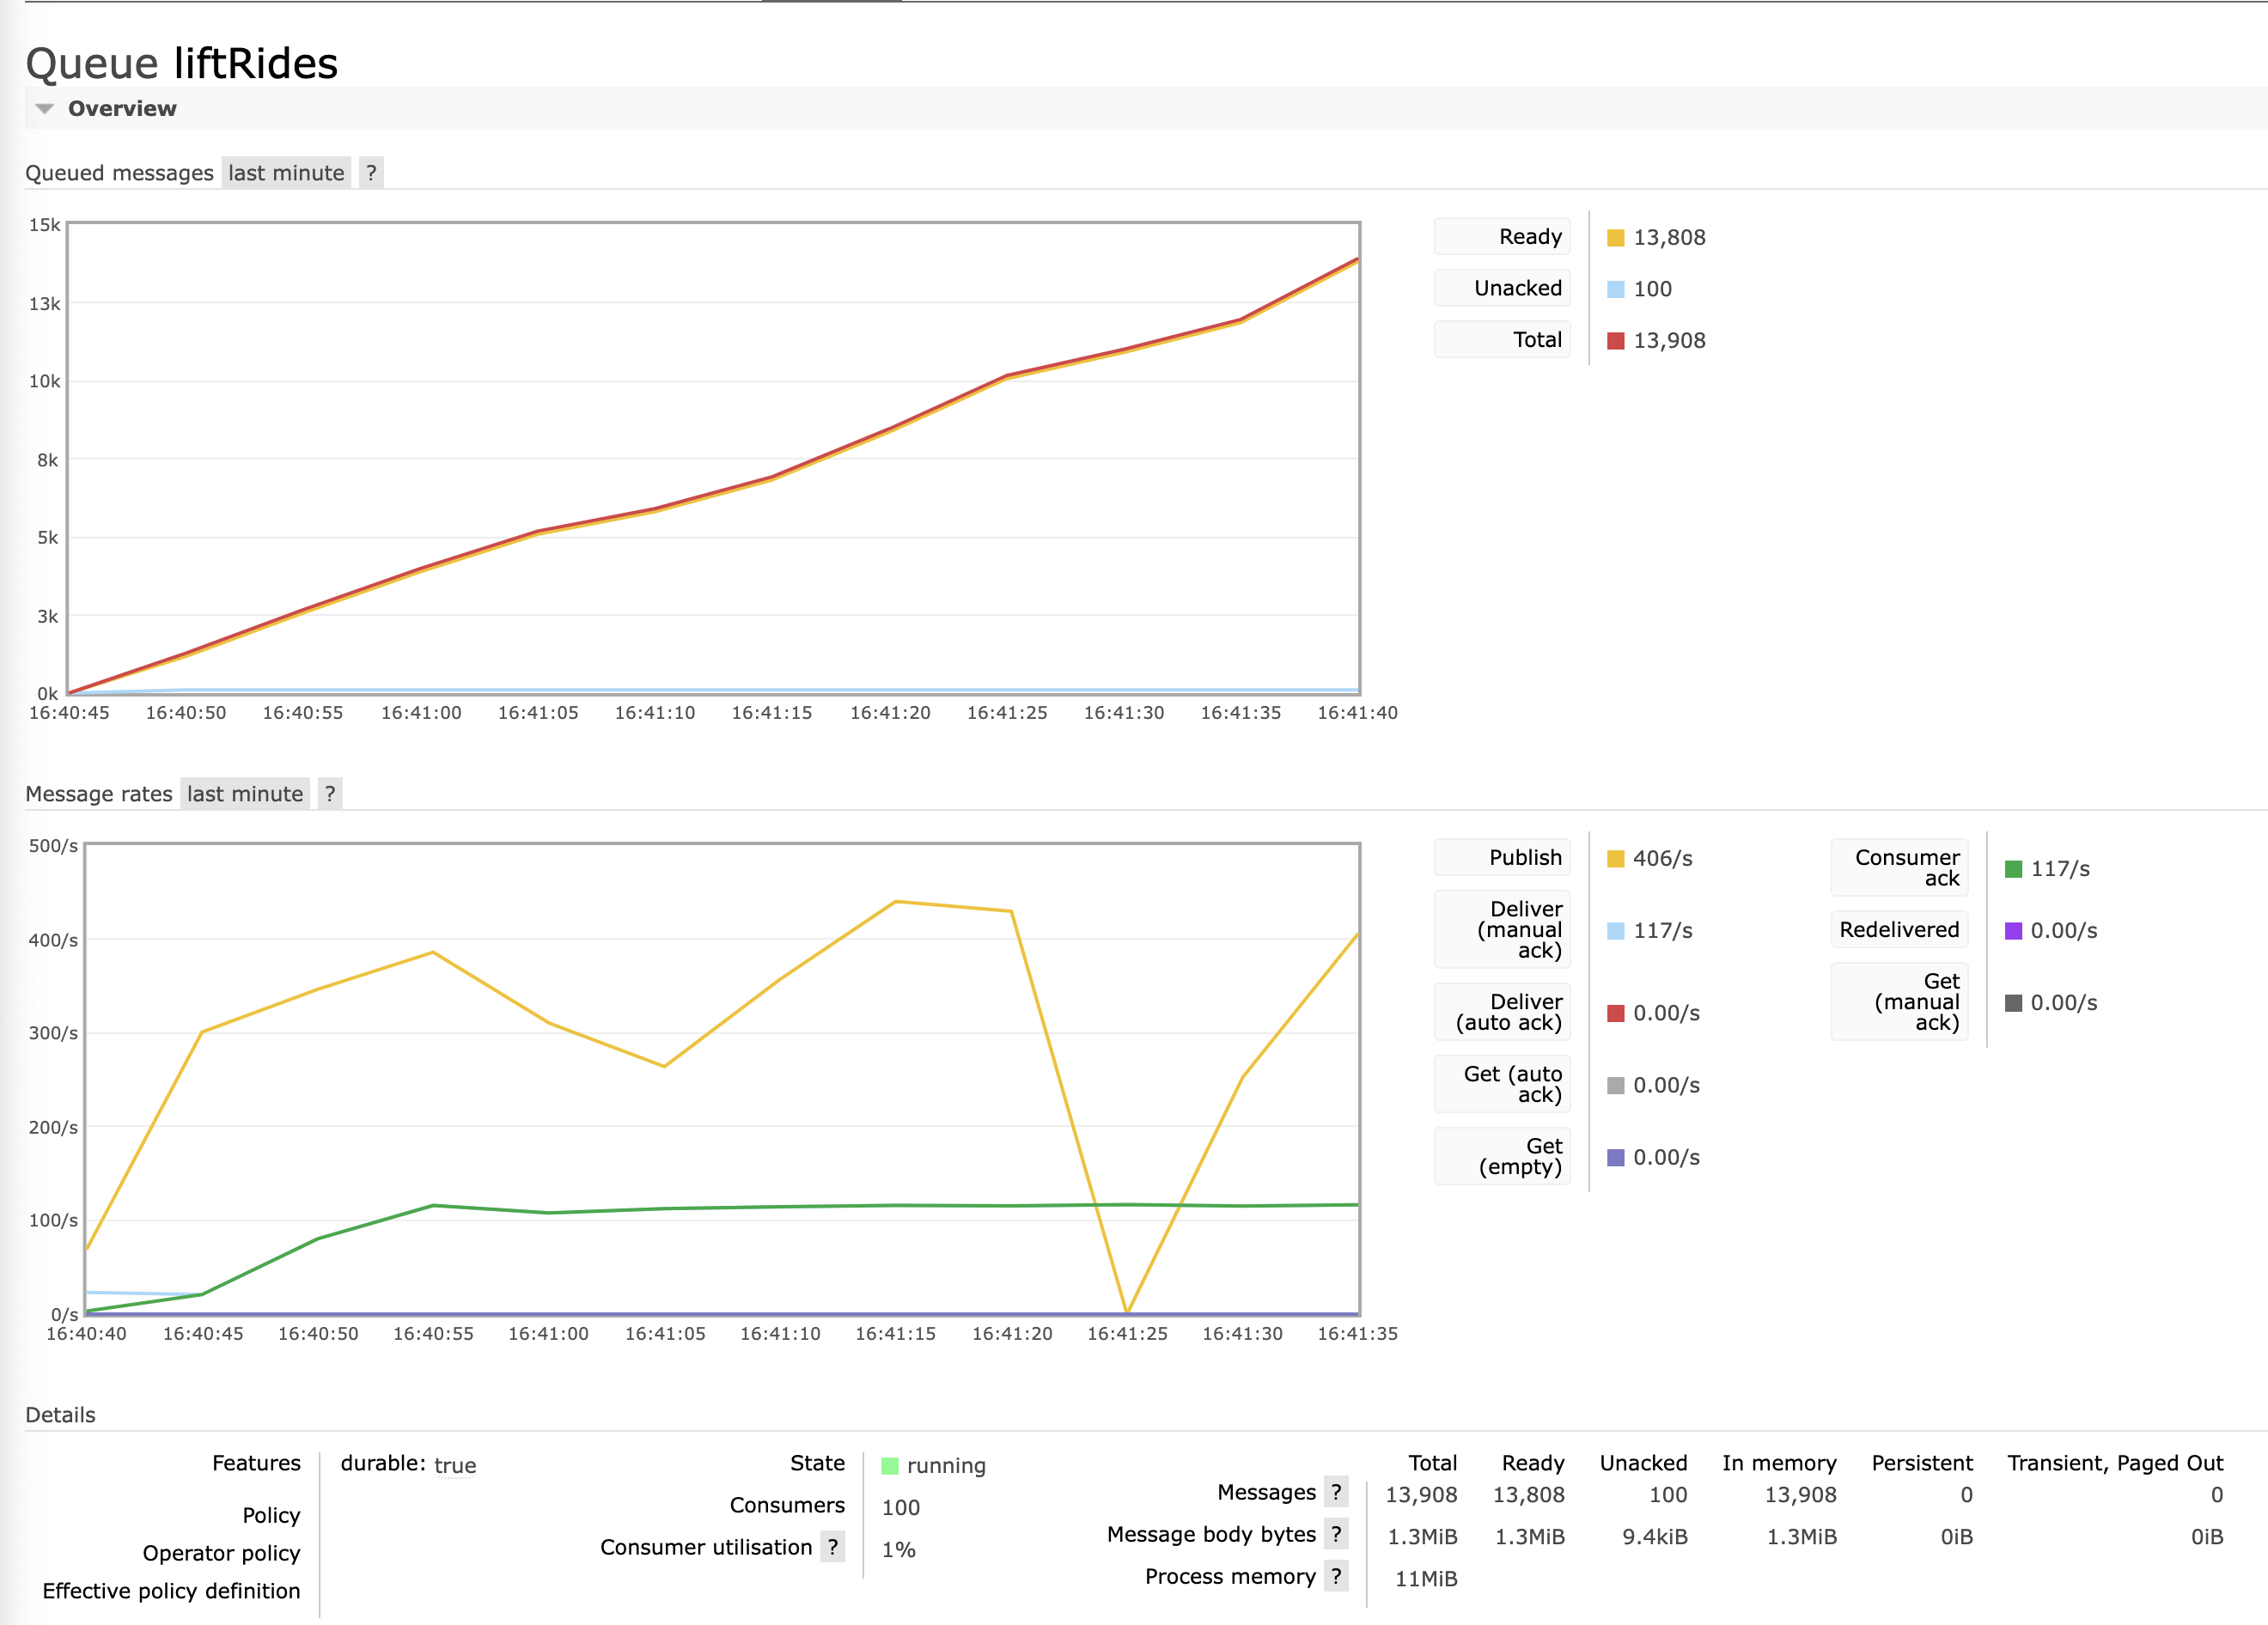 Queue liftRides
Overview
Queued messages last minute ?
15k
13k
10k
8k
5k
3k
0k
16:40:45 16:40:50 16:40:55 16:41:00 16:41:05 16:41:10 16:41:15 16:41:20 16:41:25 16:41:30 16:41:35 16:41:40
Ready 13,808
Unacked 100
Total 13,908
Message rates last minute ?
500/s
400/s
300/s
200/s
100/s
0/s
16:40:40 16:40:45 16:40:50 16:40:55 16:41:00 16:41:05 16:41:10 16:41:15 16:41:20 16:41:25 16:41:30 16:41:35
Publish 406/s
Deliver
(manual 117/s
ack)
Deliver
(auto ack) 0.00/s
Get (auto
ack) 0.00/s
Get
(empty) 0.00/s
Consumer
ack 117/s
Redelivered 0.00/s
Get
(manual 0.00/s
ack)
Details
Features durable: true
Policy
Operator policy
Effective policy definition
State running
Consumers 100
Consumer utilisation ? 1%
Total Ready Unacked In memory Persistent Transient, Paged Out
Messages ? 13,908 13,808 100 13,908 0 0
Message body bytes ? 1.3MiB 1.3MiB 9.4kiB 1.3MiB 0iB 0iB
Process memory ? 11MiB